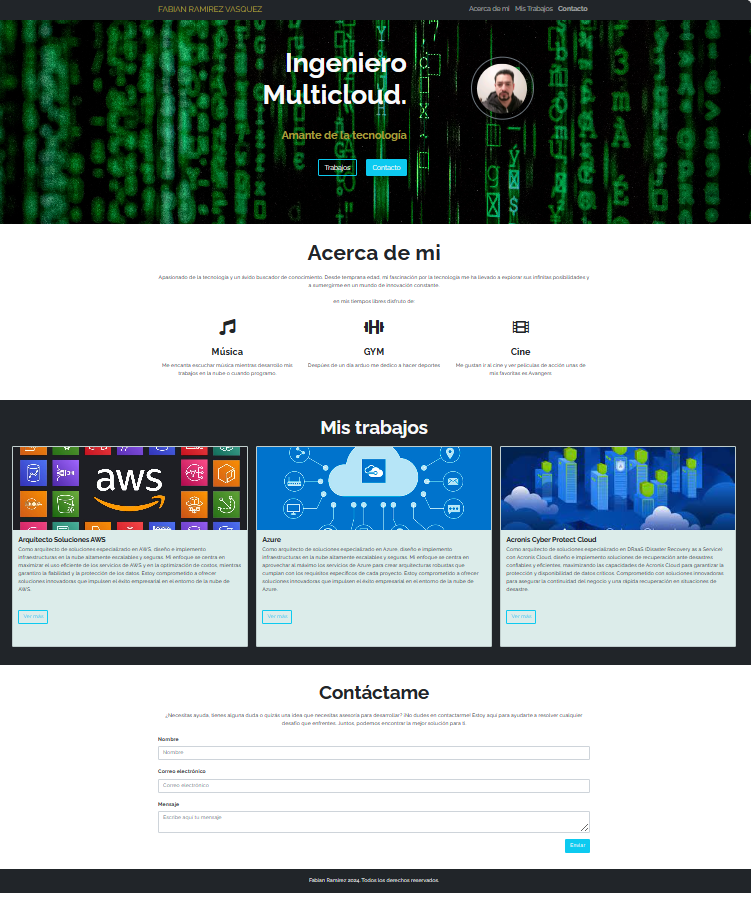 FABIAN RAMIREZ VASQUEZ
Acerca de mi Mis Trabajos Contacto
Ingeniero
Multicloud.
Amante de la tecnología
Trabajos Contacto
Acerca de mi
Apasionado de la tecnología y un ávido buscador de conocimiento. Desde temprana edad, mi fascinación por la tecnología me ha llevado a explorar sus infinitas posibilidades y
a sumergirme en un mundo de innovación constante.
en mis tiempos libres disfruto de:
Música
Me encanta escuchar música mientras desarrollo mis
trabajos en la nube o cuando programo.
GYM
Despues de un día arduo me dedico a hacer deportes
Cine
Me gustan ir al cine y ver películas de acción unas de
mis favoritas es Avangers
Mis trabajos
aws
Arquitecto Soluciones AWS
Como arquitecto de soluciones especializado en AWS, diseño e implemento
infraestructuras en la nube altamente escalables y seguras. Mi enfoque se centra en
maximizar el uso eficiente de los servicios de AWS y en la optimización de costos, mientras
garantizo la fiabilidad y la protección de los datos. Estoy comprometido a ofrecer
soluciones innovadoras que impulsen el éxito empresarial en el entorno de la nube de
AWS.
Ver más
Azure
Como arquitecto de soluciones especializado en Azure, diseño e implemento
infraestructuras en la nube altamente escalables y seguras. Mi enfoque se centra en
aprovechar al máximo los servicios de Azure para crear arquitecturas robustas que
cumplan con los requisitos específicos de cada proyecto. Estoy comprometido a ofrecer
soluciones innovadoras que impulsen el éxito empresarial en el entorno de la nube de
Azure.
Ver más
Acronis Cyber Protect Cloud
Como arquitecto de soluciones especializado en DRaaS (Disaster Recovery as a Service)
con Acronis Cloud, diseño e implemento soluciones de recuperación ante desastres
confiables y eficientes, maximizando las capacidades de Acronis Cloud para garantizar la
protección y disponibilidad de datos críticos. Comprometido con soluciones innovadoras
para asegurar la continuidad del negocio y una rápida recuperación en situaciones de
desastre.
Ver más
Contáctame
¿Necesitas ayuda, tienes alguna duda o quizás una idea que necesitas asesoría para desarrollar? ¡No dudes en contactarme! Estoy aquí para ayudarte a resolver cualquier
desafío que enfrentes. Juntos, podemos encontrar la mejor solución para ti.
Nombre
Nombre
Correo electrónico
Correo electrónico
Mensaje
Escribe aquí tu mensaje
Enviar
Fabian Ramirez 2024. Todos los derechos reservados.